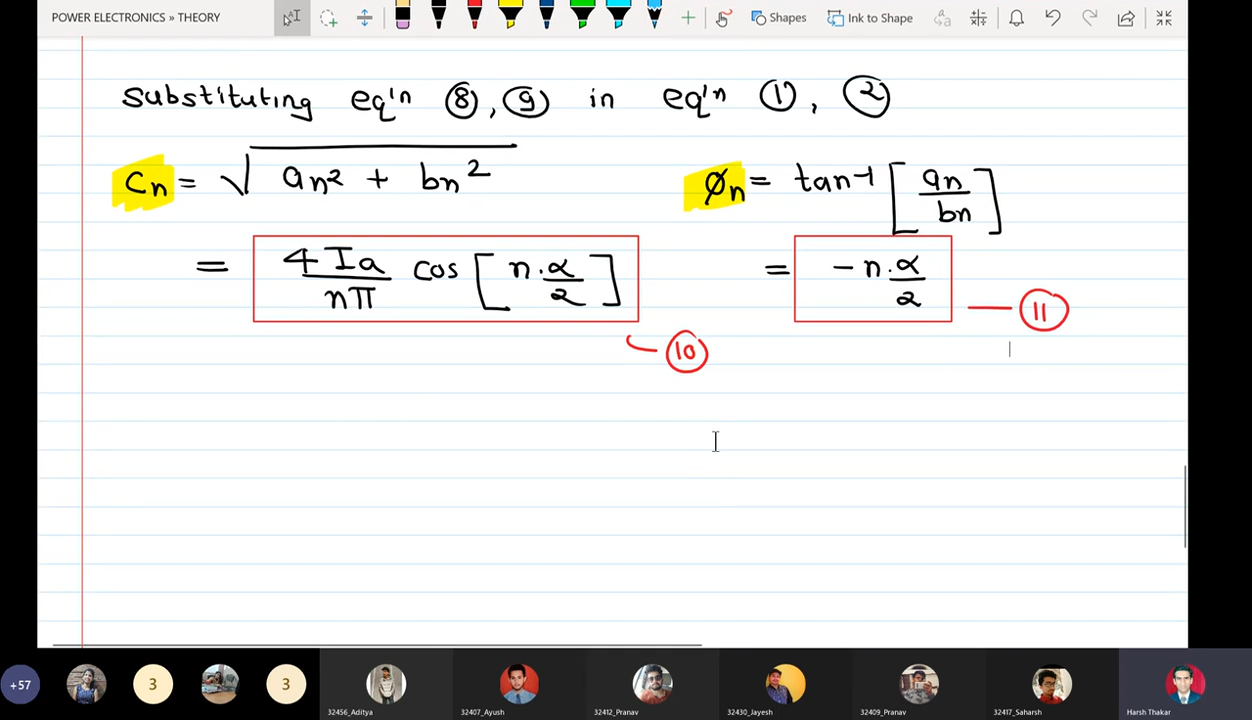 POWER ELECTRONICS » THEORY
Shapes
Ink to Shape
substituting eq'n ⑧, ⑨ in eq'n ①, ②
Cn = √(an² + bn²)
Øn = tan⁻¹ [an/bn]
= 4Ia/nπ cos [n.α/2]
= -n.α/2
⑪
⑩
+57
3
3
32456_Aditya
32407_Ayush
32412_Pranav
32430_Jayesh
32409_Pranav
32417_Saharsh
Harsh Thakar